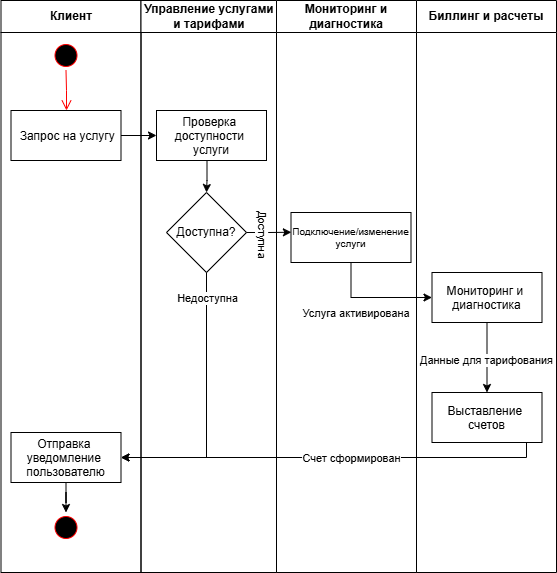 Клиент
Управление услугами
и тарифами
Мониторинг и
диагностика
Биллинг и расчеты
Запрос на услугу
Проверка
доступности
услуги
Доступна?
Доступна
Подключение/изменение
услуги
Недоступна
Услуга активирована
Мониторинг и
диагностика
Данные для тарифования
Выставление
счетов
Отправка
уведомление
пользователю
Счет сформирован